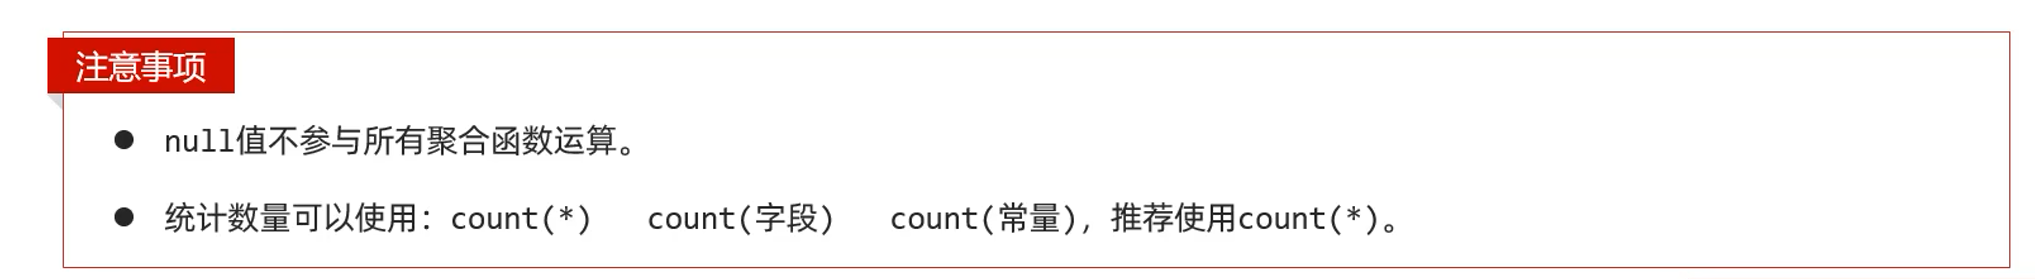 注意事项
null值不参与所有聚合函数运算。
统计数量可以使用：count(*)   count(字段)   count(常量)，推荐使用count(*)。